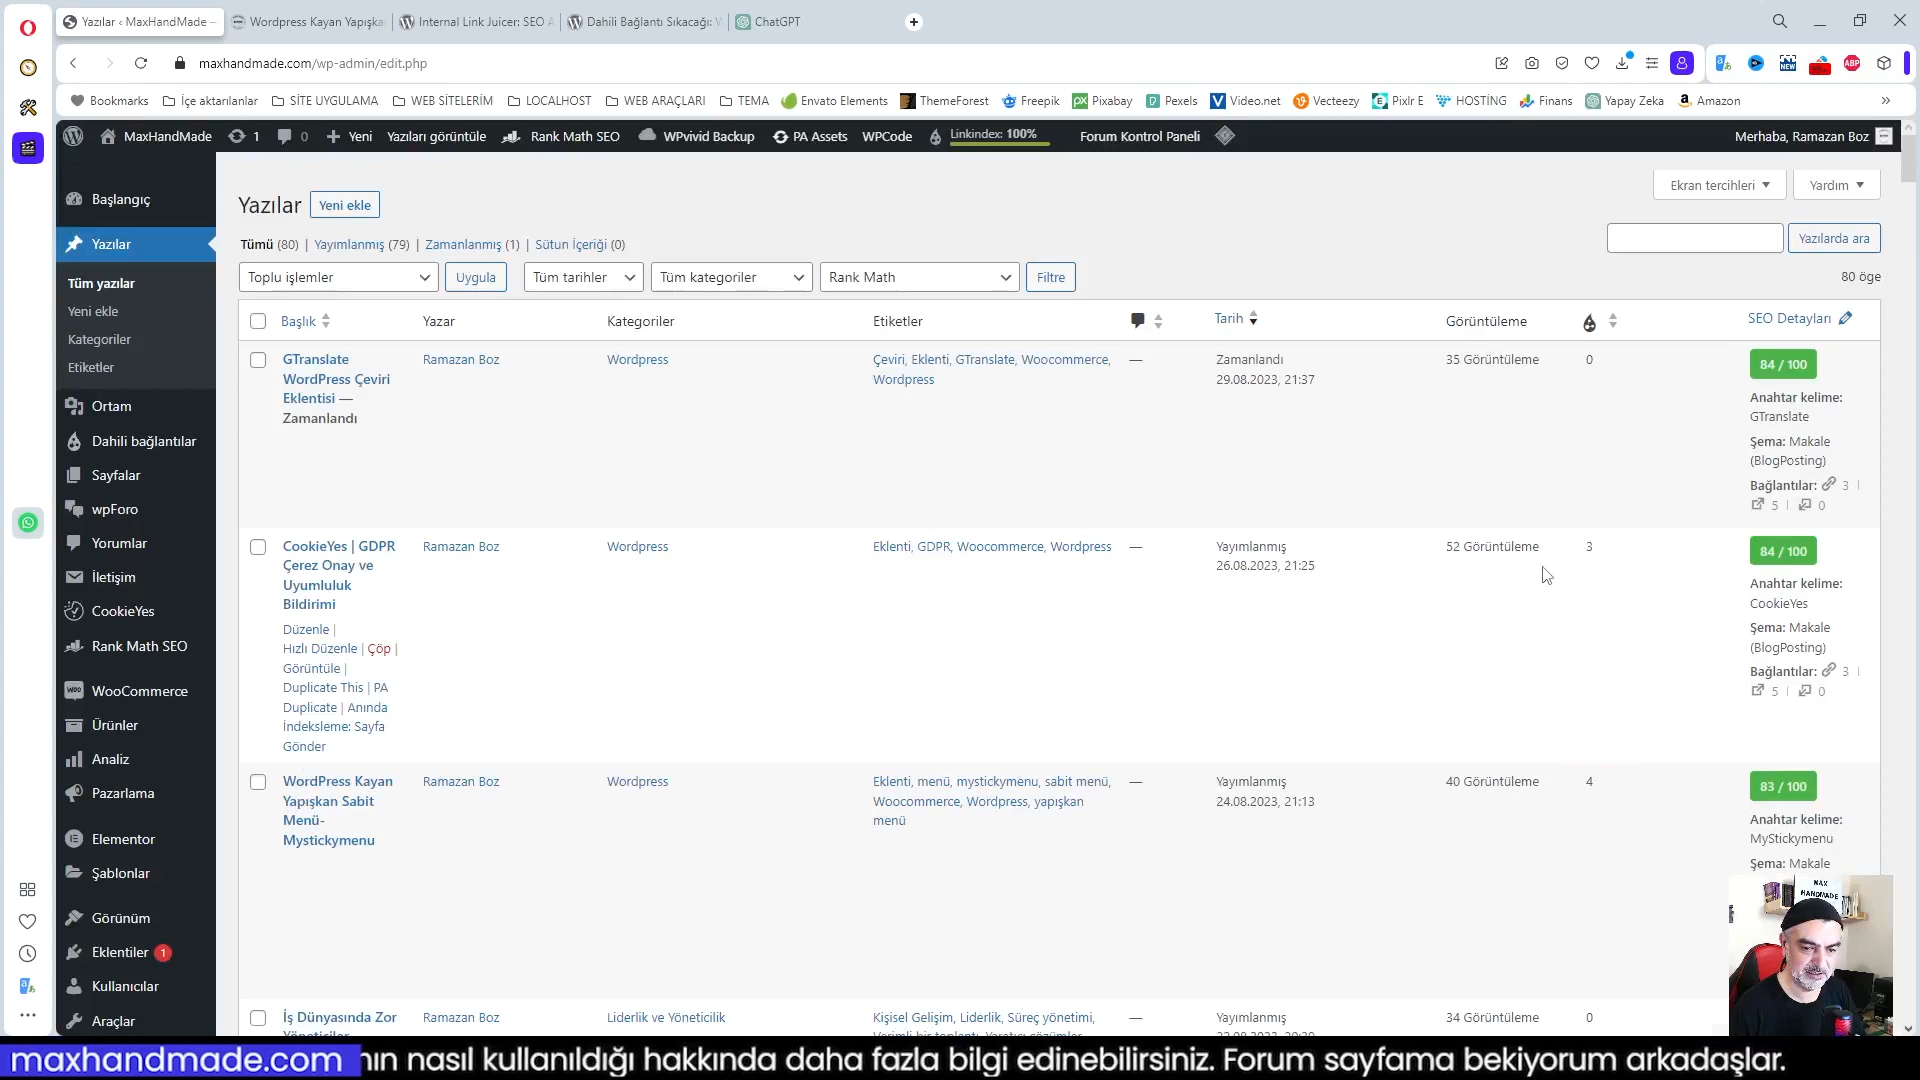 Yazılar ‹ MaxHandMade —
Wordpress Kayan Yapışka
Internal Link Juicer: SEO A
Dahili Bağlantı Sıkacağı: W
ChatGPT
maxhandmade.com/wp-admin/edit.php
Bookmarks
İçe aktarılanlar
SİTE UYGULAMA
WEB SİTELERİM
LOCALHOST
WEB ARAÇLARI
TEMA
Envato Elements
ThemeForest
Freepik
Pixabay
Pexels
Video.net
Vecteezy
Pixlr E
HOSTİNG
Finans
Yapay Zeka
Amazon
MaxHandMade
1
0
Yeni
Yazıları görüntüle
Rank Math SEO
WPvivid Backup
PA Assets
WPCode
Linkindex: 100%
Forum Kontrol Paneli
Merhaba, Ramazan Boz
Başlangıç
Yazılar
Tüm yazılar
Yeni ekle
Kategoriler
Etiketler
Ortam
Dahili bağlantılar
Sayfalar
wpForo
Yorumlar
İletişim
CookieYes
Rank Math SEO
WooCommerce
Ürünler
Analiz
Pazarlama
Elementor
Şablonlar
Görünüm
Eklentiler 1
Kullanıcılar
Araçlar
Yazılar
Yeni ekle
Ekran tercihleri
Yardım
Tümü (80) | Yayımlanmış (79) | Zamanlanmış (1) | Sütun İçeriği (0)
Yazılarda ara
Toplu işlemler
Uygula
Tüm tarihler
Tüm kategoriler
Rank Math
Filtre
80 öge
Başlık
Yazar
Kategoriler
Etiketler
Tarih
Görüntüleme
SEO Detayları
GTranslate
WordPress Çeviri
Eklentisi —
Zamanlandı
Ramazan Boz
Wordpress
Çeviri, Eklenti, GTranslate, Woocommerce,
Wordpress
—
Zamanlandı
29.08.2023, 21:37
35 Görüntüleme
0
84 / 100
Anahtar kelime:
GTranslate
Şema: Makale
(BlogPosting)
Bağlantılar: 3 |
5 | 0
CookieYes | GDPR
Çerez Onay ve
Uyumluluk
Bildirimi
Düzenle |
Hızlı Düzenle | Çöp |
Görüntüle |
Duplicate This | PA
Duplicate | Anında
İndeksleme: Sayfa
Gönder
Ramazan Boz
Wordpress
Eklenti, GDPR, Woocommerce, Wordpress
—
Yayımlanmış
26.08.2023, 21:25
52 Görüntüleme
3
84 / 100
Anahtar kelime:
CookieYes
Şema: Makale
(BlogPosting)
Bağlantılar: 3 |
5 | 0
WordPress Kayan
Yapışkan Sabit
Menü-
Mystickymenu
Ramazan Boz
Wordpress
Eklenti, menü, mystickymenu, sabit menü,
Woocommerce, Wordpress, yapışkan
menü
—
Yayımlanmış
24.08.2023, 21:13
40 Görüntüleme
4
83 / 100
Anahtar kelime:
MyStickymenu
Şema: Makale
MAX
HANDMADE
İş Dünyasında Zor
Yöneticiler
Ramazan Boz
Liderlik ve Yöneticilik
Kişisel Gelişim, Liderlik, Süreç yönetimi,
Verimli bir toplantı, Yaratıcı çözümler
—
Yayımlanmış
34 Görüntüleme
0
maxhandmade.com
nın nasıl kullanıldığı hakkında daha fazla bilgi edinebilirsiniz. Forum sayfama bekiyorum arkadaşlar.